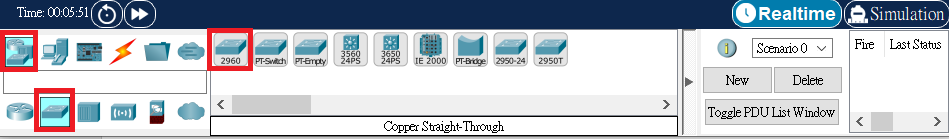 Time: 00:05:51
Realtime
Simulation
2960
PT-Switch
PT-Empty
3560
24PS
3650
24PS
IE 2000
PT-Bridge
2950-24
2950T
Copper Straight-Through
Scenario 0
New
Delete
Toggle PDU List Window
Fire
Last Status